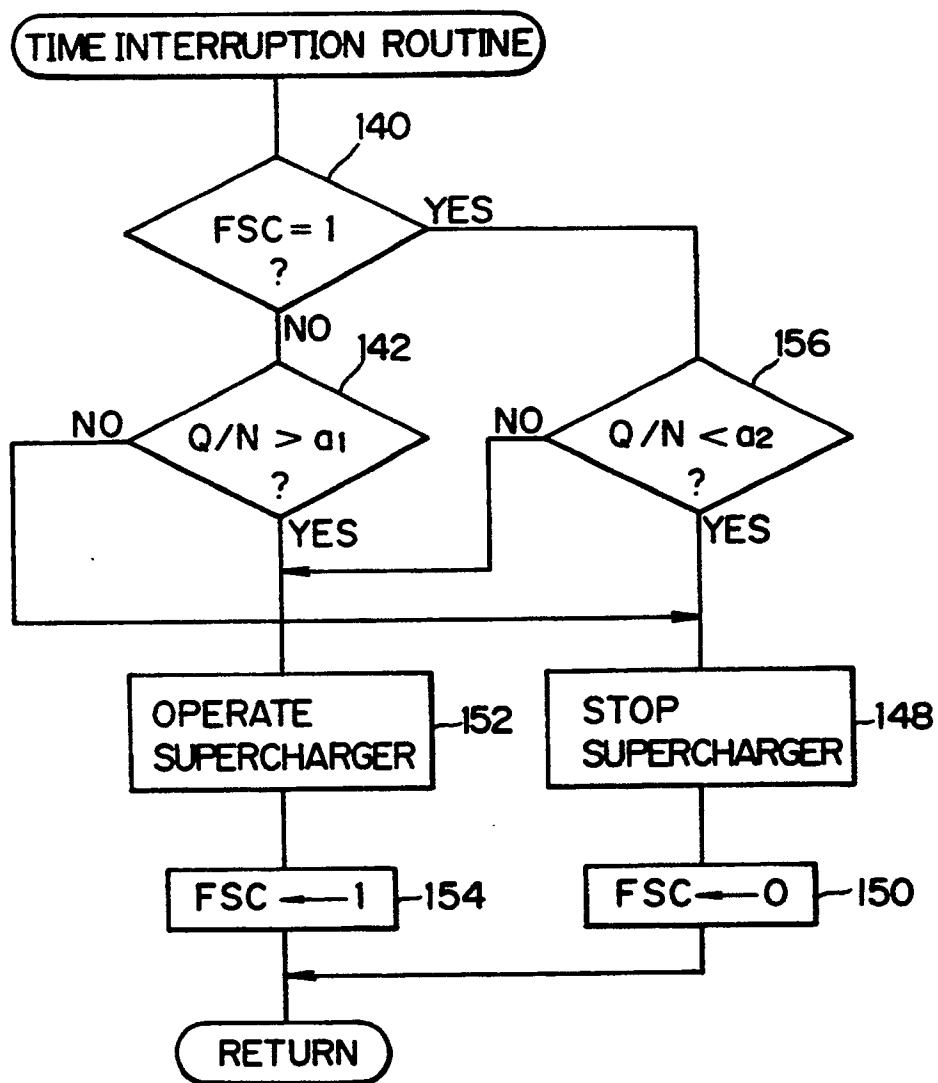 TIME INTERRUPTION ROUTINE
140
FSC = 1
?
YES
NO
142
Q/N > a1
?
NO
YES
156
Q/N < a2
?
NO
YES
OPERATE
SUPERCHARGER
152
STOP
SUPERCHARGER
148
FSC ← 1
154
FSC ← 0
150
RETURN